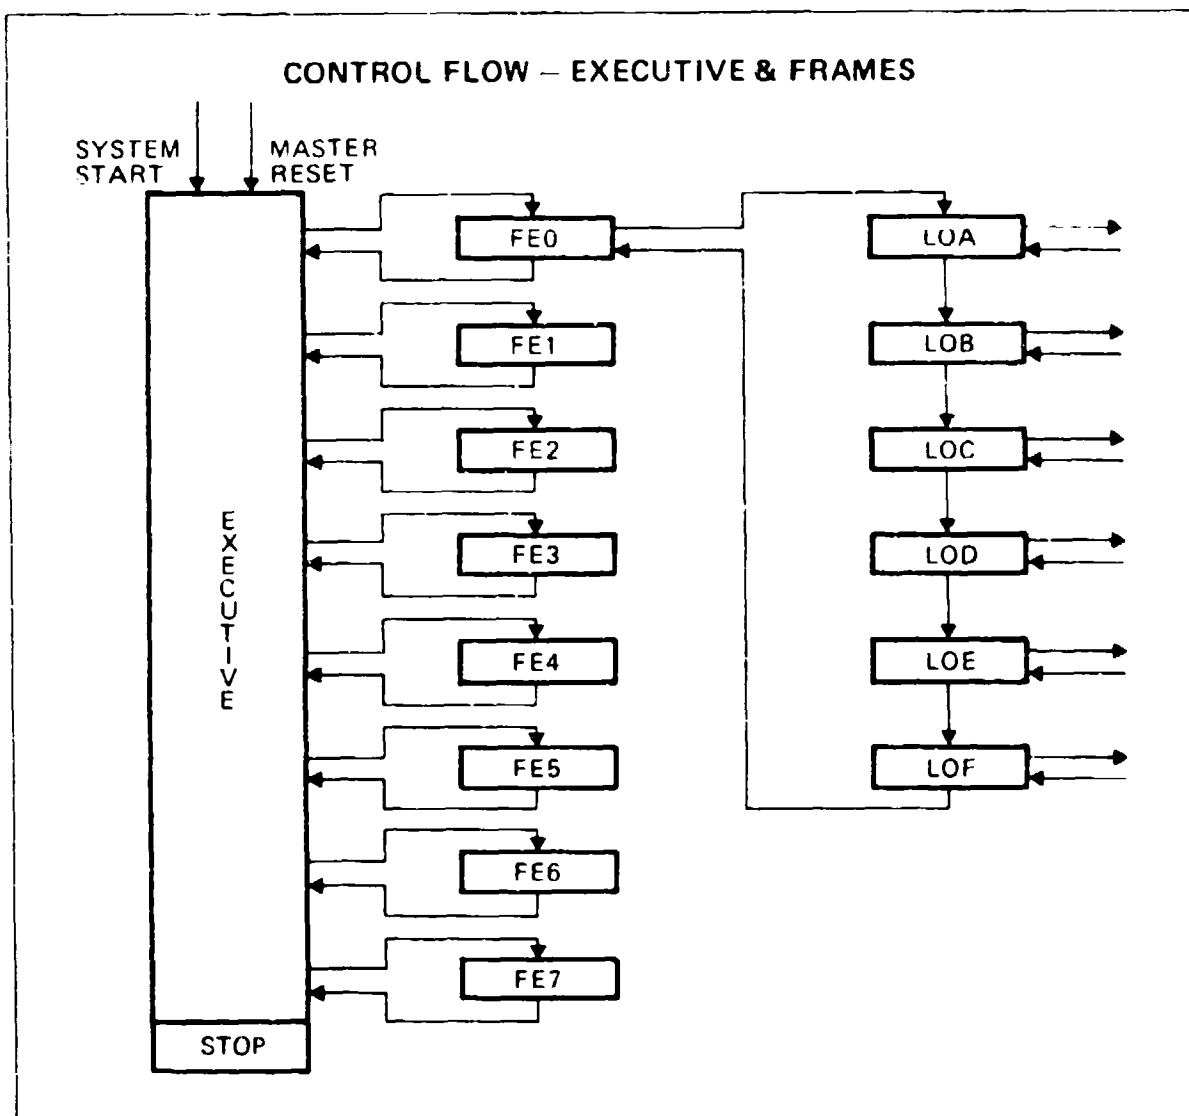 CONTROL FLOW – EXECUTIVE & FRAMES
SYSTEM
START
MASTER
RESET
FE0
FE1
FE2
FE3
FE4
FE5
FE6
FE7
EXECUTIVE
STOP
LOA
LOB
LOC
LOD
LOE
LOF